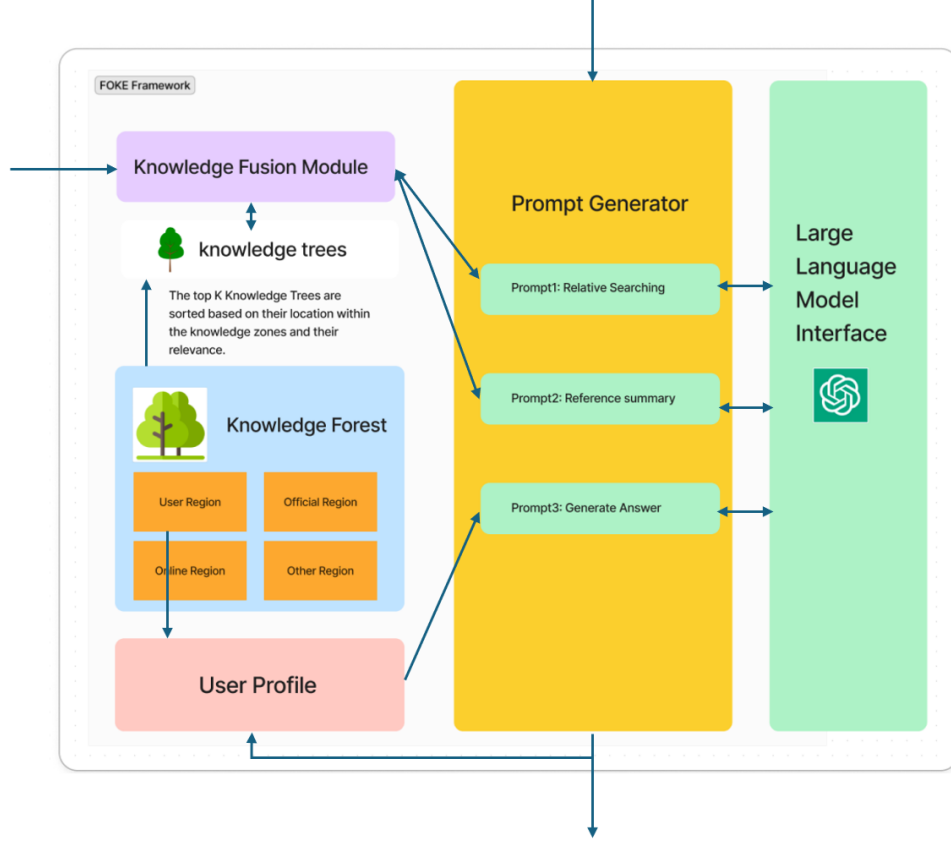 FOKE Framework
Knowledge Fusion Module
knowledge trees
The top K Knowledge Trees are
sorted based on their location within
the knowledge zones and their
relevance.
Knowledge Forest
User Region
Official Region
Online Region
Other Region
User Profile
Prompt Generator
Prompt1: Relative Searching
Prompt2: Reference summary
Prompt3: Generate Answer
Large
Language
Model
Interface